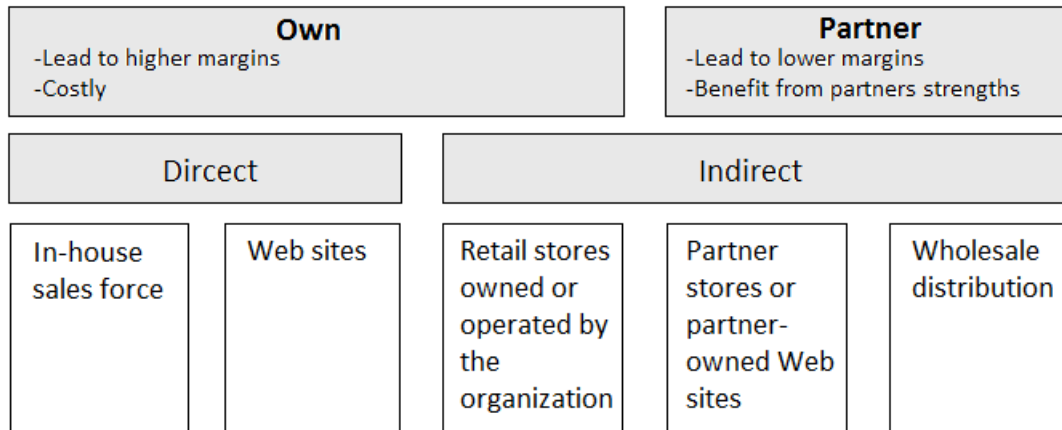 Own
-Lead to higher margins
-Costly
Partner
-Lead to lower margins
-Benefit from partners strengths
Dircect
Indirect
In-house
sales force
Web sites
Retail stores
owned or
operated by
the
organization
Partner
stores or
partner-
owned Web
sites
Wholesale
distribution